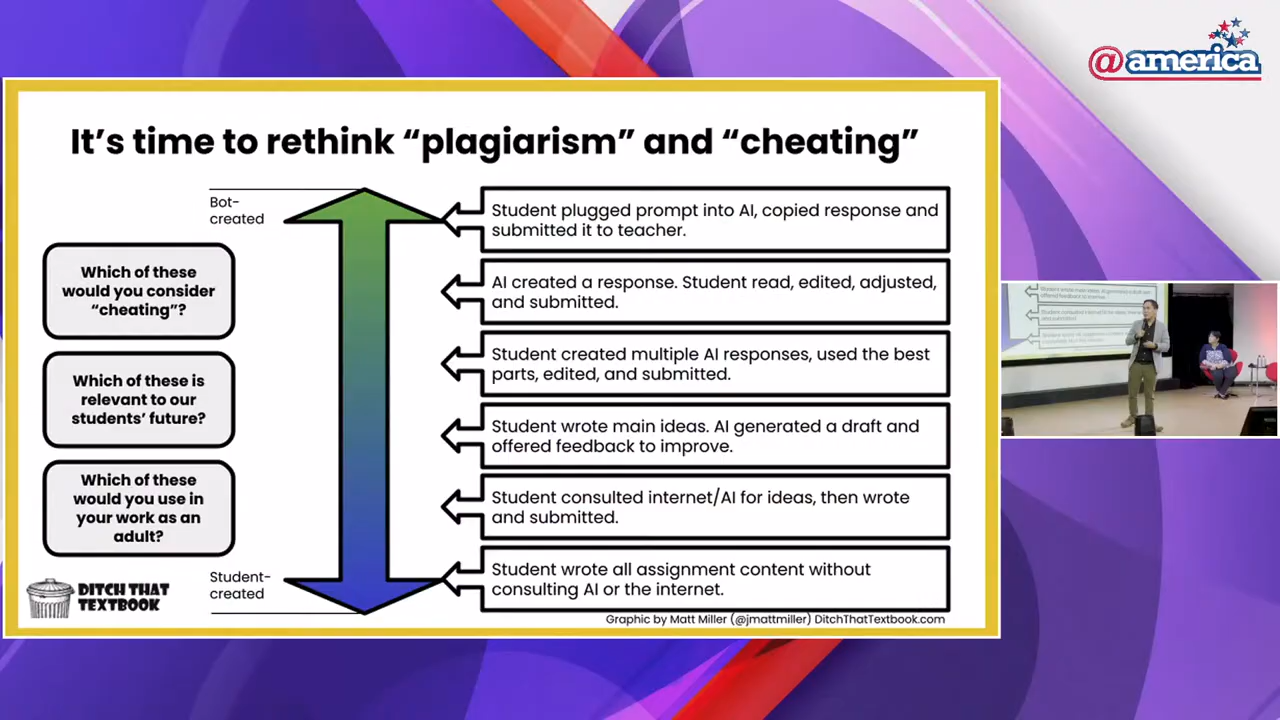 @america
It's time to rethink “plagiarism” and “cheating”
Bot-
created
Which of these
would you consider
“cheating”?
Which of these is
relevant to our
students’ future?
Which of these
would you use in
your work as an
adult?
Student-
created
Student plugged prompt into AI, copied response and
submitted it to teacher.
AI created a response. Student read, edited, adjusted,
and submitted.
Student created multiple AI responses, used the best
parts, edited, and submitted.
Student wrote main ideas. AI generated a draft and
offered feedback to improve.
Student consulted internet/AI for ideas, then wrote
and submitted.
Student wrote all assignment content without
consulting AI or the internet.
DITCH THAT
TEXTBOOK
Graphic by Matt Miller (@jmattmiller) DitchThatTextbook.com